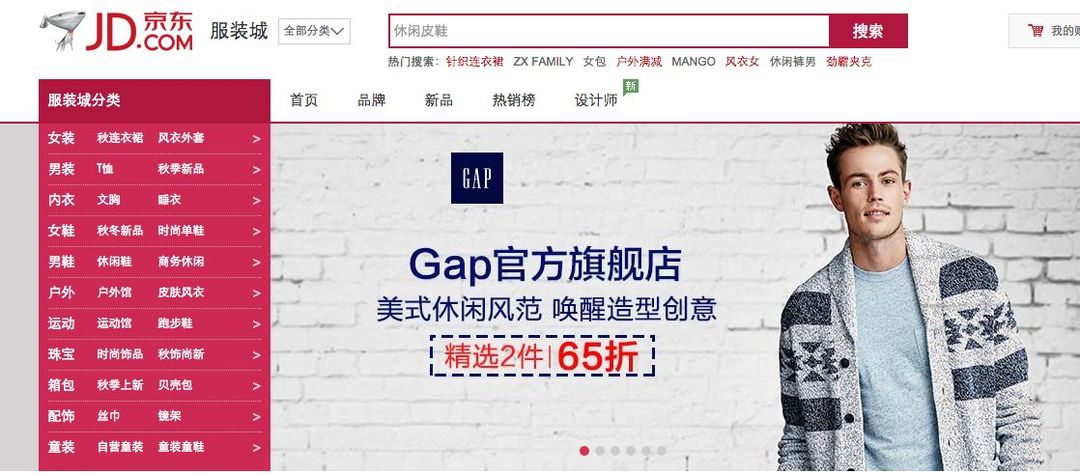 JD京东.COM
服装城 全部分类
休闲皮鞋 搜索
热门搜索: 针织连衣裙 ZX FAMILY 女包 户外满减 MANGO 风衣女 休闲裤男 劲霸夹克
服装城分类 首页 品牌 新品 热销榜 设计师 新
女装 秋连衣裙 风衣外套 >
男装 T恤 秋季新品 >
内衣 文胸 睡衣 >
女鞋 秋冬新品 时尚单鞋 >
男鞋 休闲鞋 商务休闲 >
户外 户外馆 皮肤风衣 >
运动 运动馆 跑步鞋 >
珠宝 时尚饰品 秋饰尚新 >
箱包 秋季上新 贝壳包 >
配饰 丝巾 镜架 >
童装 自营童装 童装童鞋 >
GAP
Gap官方旗舰店
美式休闲风范 唤醒造型创意
精选2件|65折